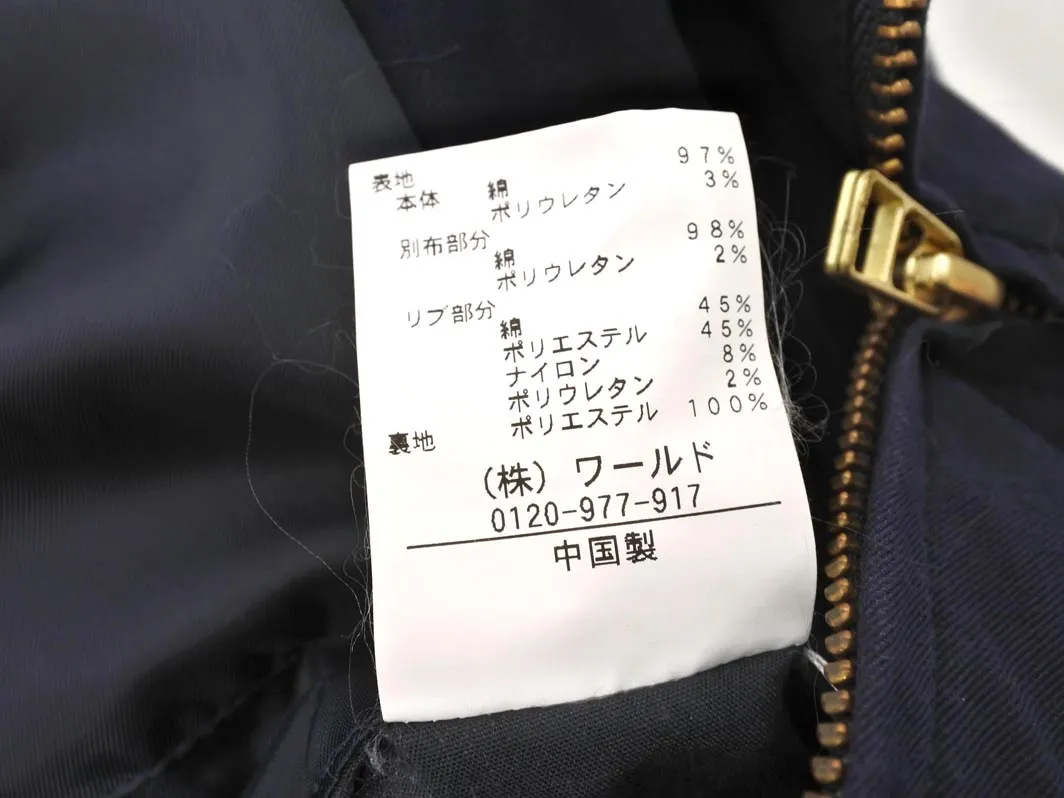 表地
本体 綿 97%
ポリウレタン 3%
別布部分
綿 98%
ポリウレタン 2%
リブ部分
綿 45%
ポリエステル 45%
ナイロン 8%
ポリウレタン 2%
裏地 ポリエステル 100%
(株) ワールド
0120-977-917
中国製